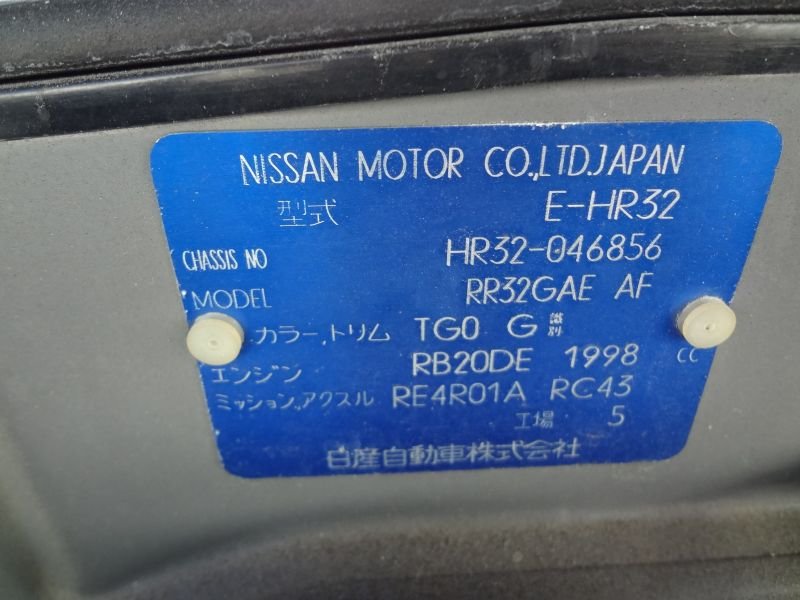 NISSAN MOTOR CO.,LTD.JAPAN
型式 E-HR32
CHASSIS NO HR32-046856
MODEL RR32GAE AF
カラー,トリム TG0 G 識別
エンジン RB20DE 1998 CC
ミッション,アクスル RE4R01A RC43
工場 5
日産自動車株式会社